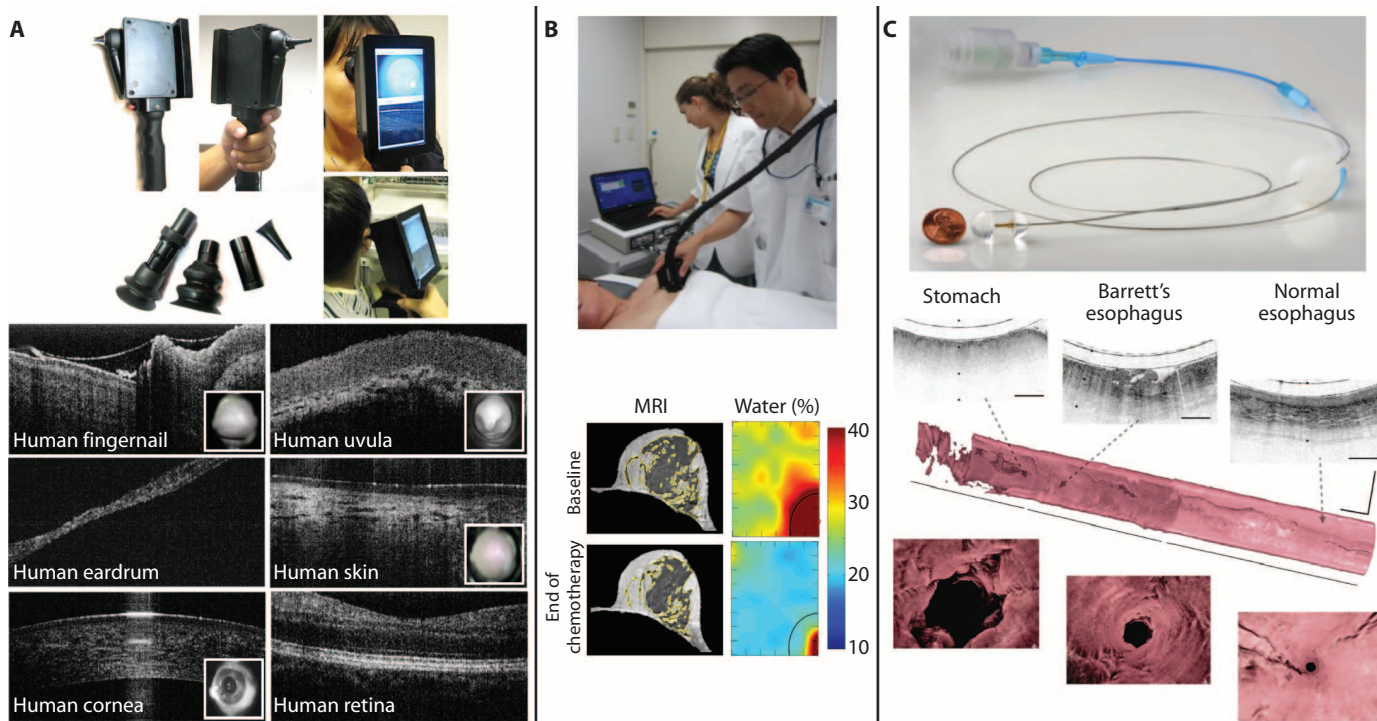 A
Human fingernail
Human uvula
Human eardrum
Human skin
Human cornea
Human retina
B
MRI
Water (%)
Baseline
End of
chemotherapy
40
30
20
10
C
Stomach
Barrett’s
esophagus
Normal
esophagus